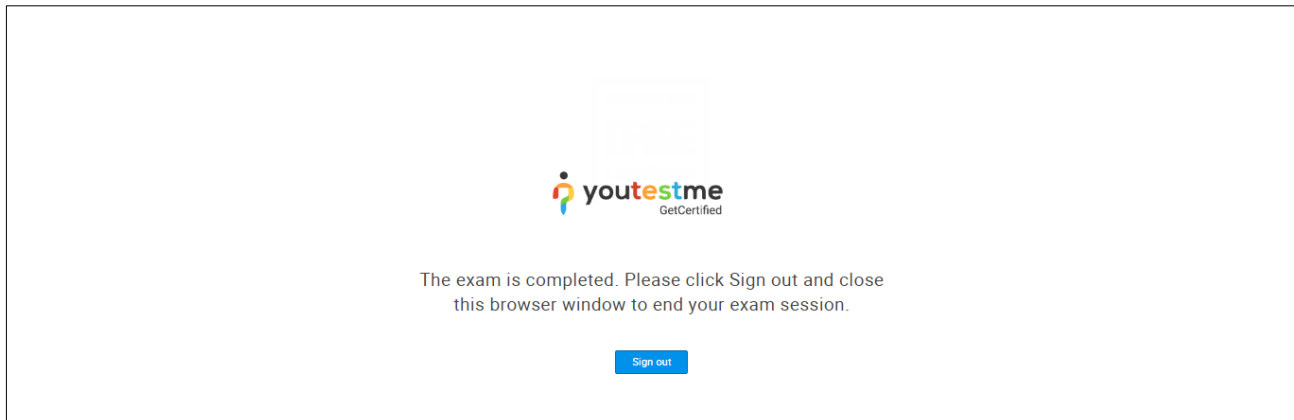 youtestme
GetCertified
The exam is completed. Please click Sign out and close
this browser window to end your exam session.
Sign out